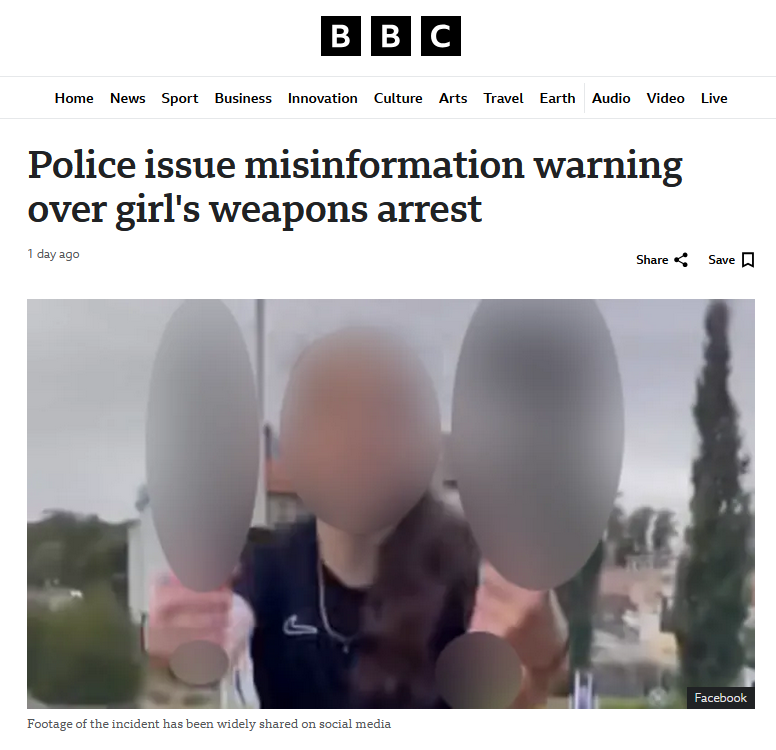 BBC
Home News Sport Business Innovation Culture Arts Travel Earth Audio Video Live
Police issue misinformation warning
over girl's weapons arrest
1 day ago
Share Save
Facebook
Footage of the incident has been widely shared on social media